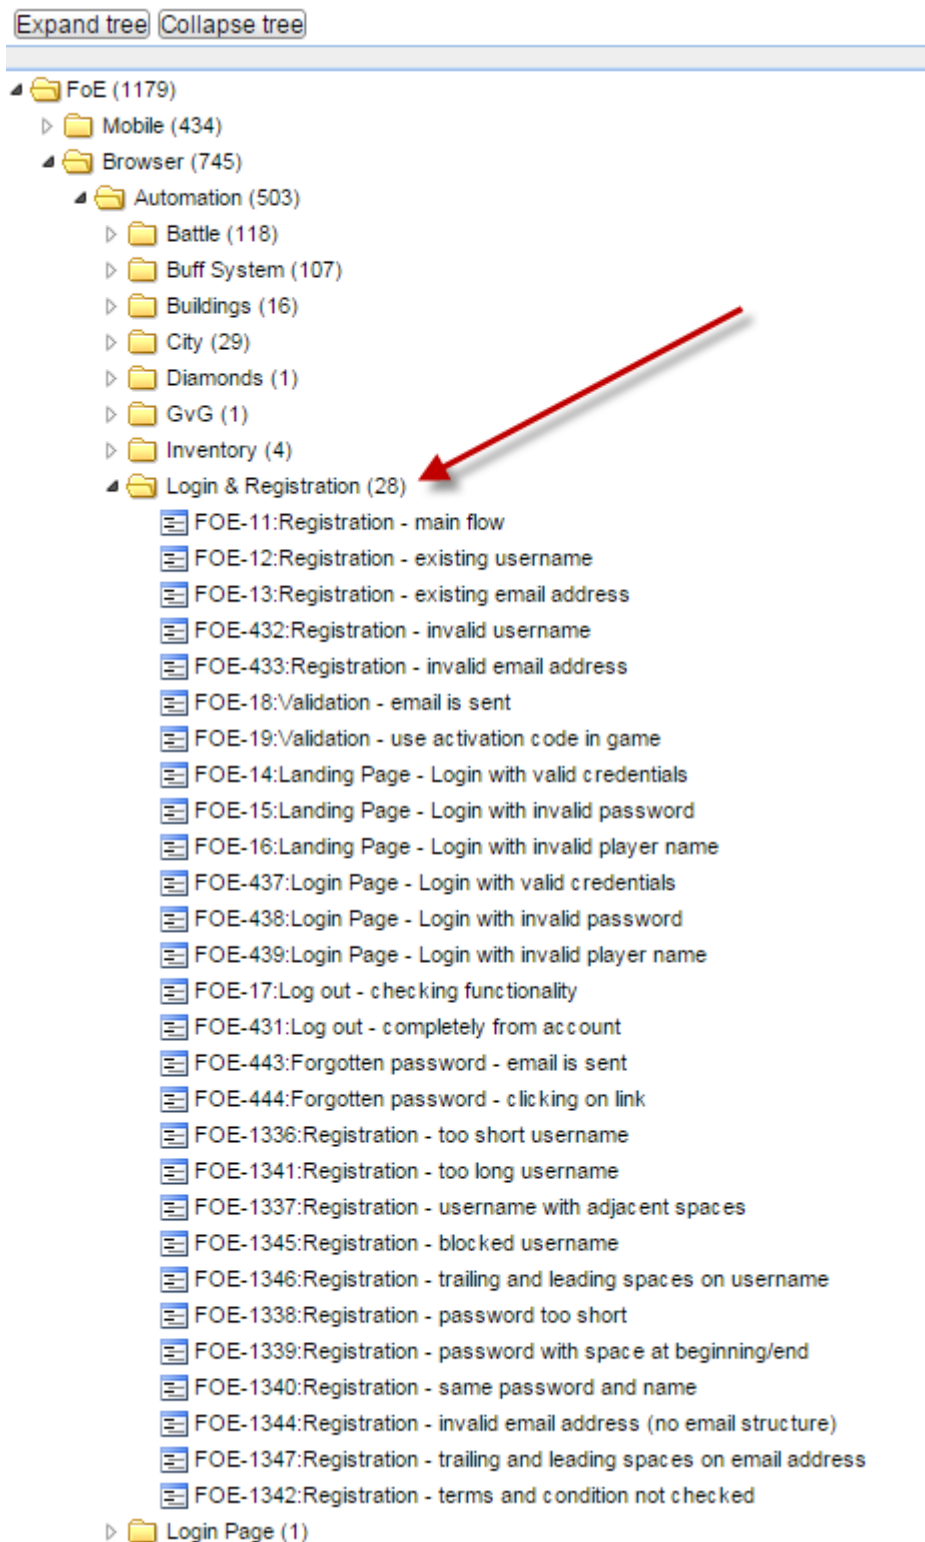 Expand tree Collapse tree
FoE (1179)
Mobile (434)
Browser (745)
Automation (503)
Battle (118)
Buff System (107)
Buildings (16)
City (29)
Diamonds (1)
GvG (1)
Inventory (4)
Login & Registration (28)
FOE-11:Registration - main flow
FOE-12:Registration - existing username
FOE-13:Registration - existing email address
FOE-432:Registration - invalid username
FOE-433:Registration - invalid email address
FOE-18:Validation - email is sent
FOE-19:Validation - use activation code in game
FOE-14:Landing Page - Login with valid credentials
FOE-15:Landing Page - Login with invalid password
FOE-16:Landing Page - Login with invalid player name
FOE-437:Login Page - Login with valid credentials
FOE-438:Login Page - Login with invalid password
FOE-439:Login Page - Login with invalid player name
FOE-17:Log out - checking functionality
FOE-431:Log out - completely from account
FOE-443:Forgotten password - email is sent
FOE-444:Forgotten password - clicking on link
FOE-1336:Registration - too short username
FOE-1341:Registration - too long username
FOE-1337:Registration - username with adjacent spaces
FOE-1345:Registration - blocked username
FOE-1346:Registration - trailing and leading spaces on username
FOE-1338:Registration - password too short
FOE-1339:Registration - password with space at beginning/end
FOE-1340:Registration - same password and name
FOE-1344:Registration - invalid email address (no email structure)
FOE-1347:Registration - trailing and leading spaces on email address
FOE-1342:Registration - terms and condition not checked
Login Page (1)